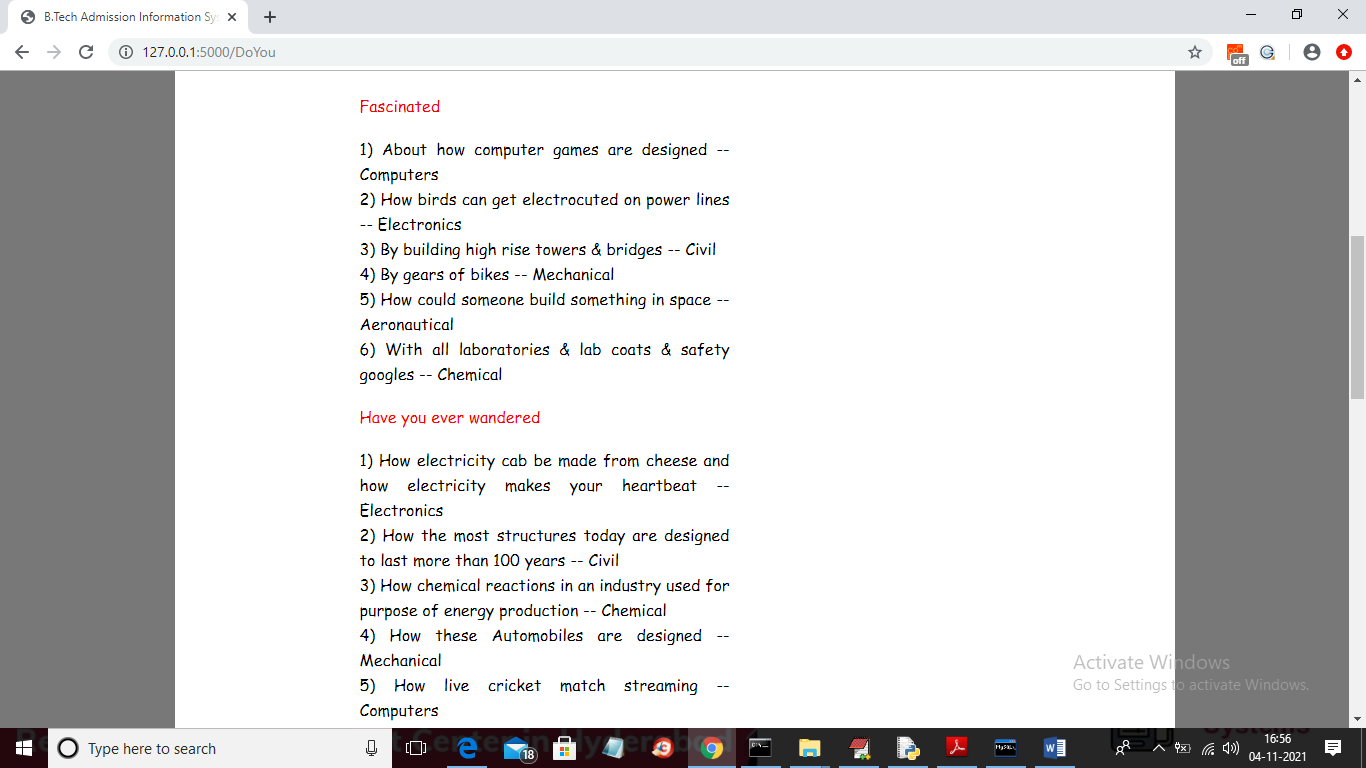 B.Tech Admission Information Sy
127.0.0.1:5000/DoYou
off
Fascinated
1) About how computer games are designed --
Computers
2) How birds can get electrocuted on power lines
-- Electronics
3) By building high rise towers & bridges -- Civil
4) By gears of bikes -- Mechanical
5) How could someone build something in space --
Aeronautical
6) With all laboratories & lab coats & safety
googles -- Chemical
Have you ever wandered
1) How electricity cab be made from cheese and
how electricity makes your heartbeat --
Electronics
2) How the most structures today are designed
to last more than 100 years -- Civil
3) How chemical reactions in an industry used for
purpose of energy production -- Chemical
4) How these Automobiles are designed --
Mechanical
5) How live cricket match streaming --
Computers
Activate Windows
Go to Settings to activate Windows.
Type here to search
18
MySQL
16:56
04-11-2021